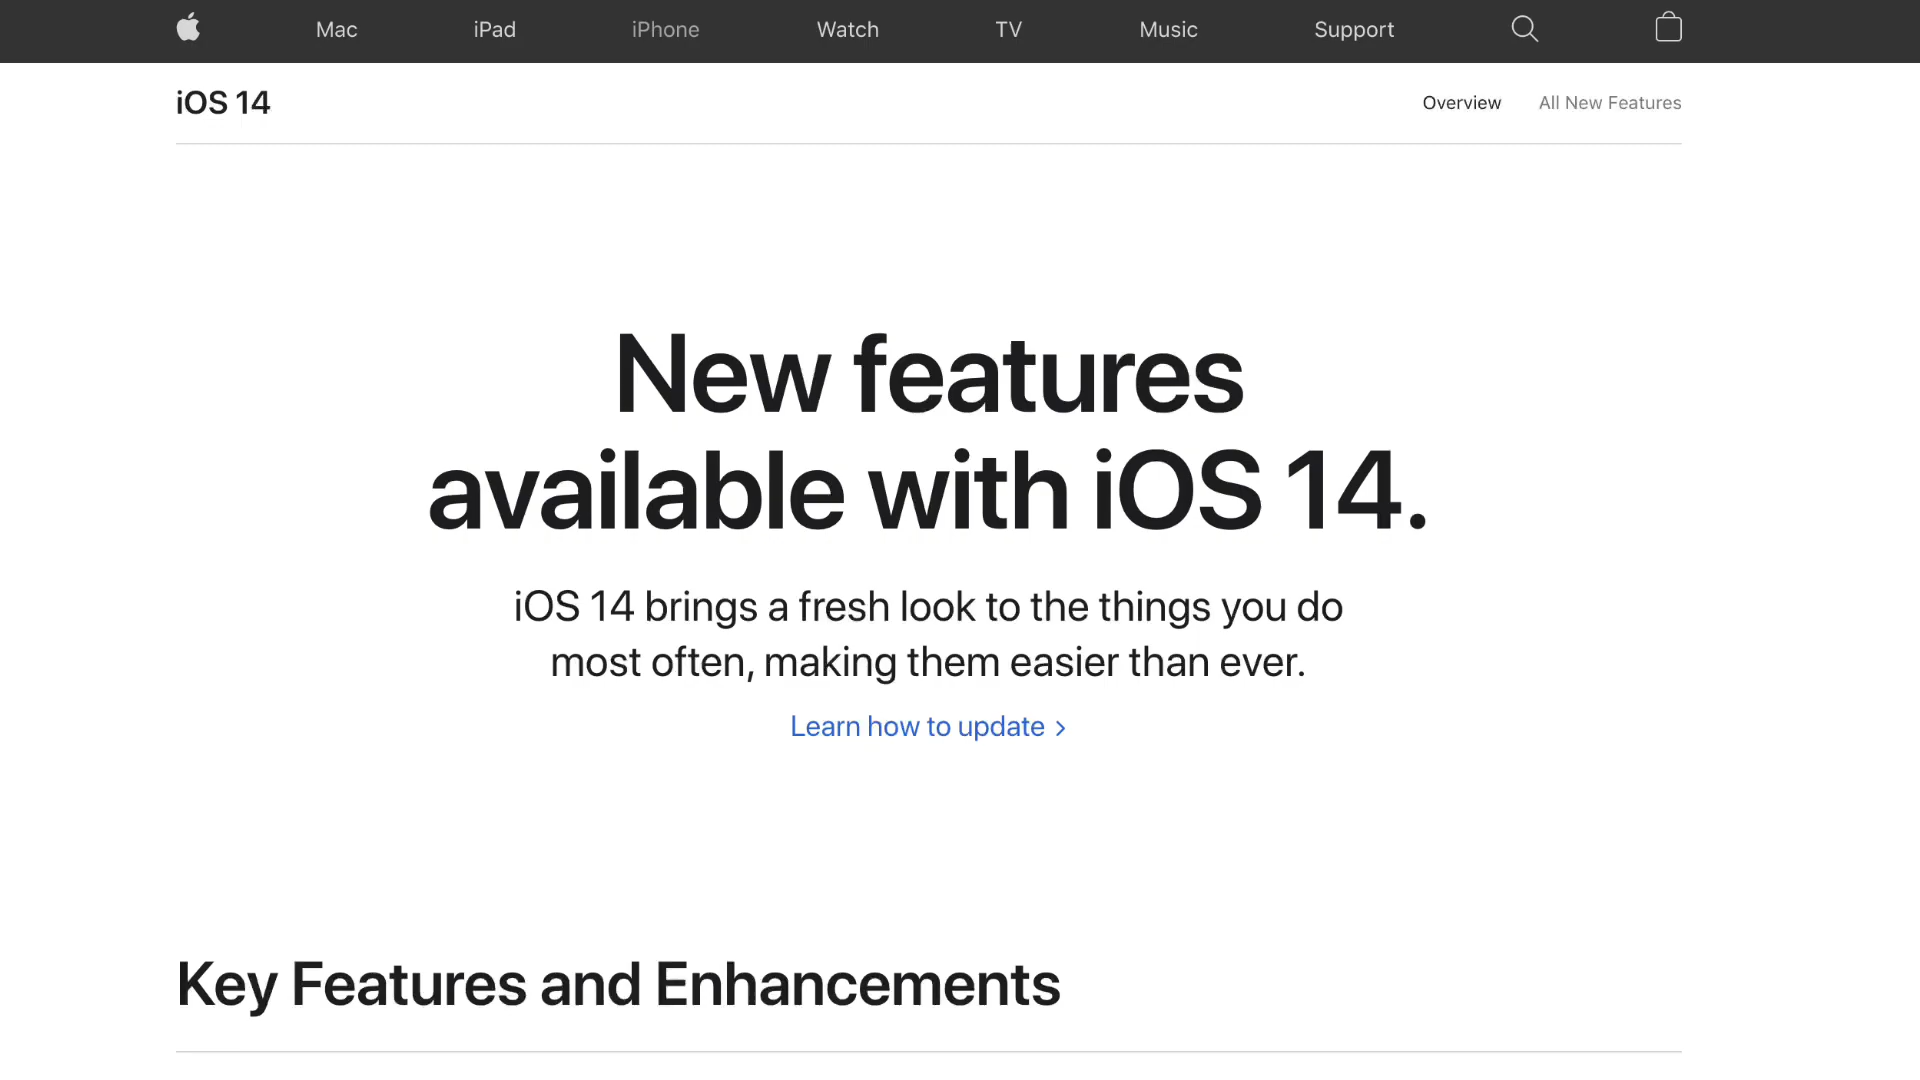 Mac iPad iPhone Watch TV Music Support
iOS 14
Overview All New Features
New features
available with iOS 14.
iOS 14 brings a fresh look to the things you do
most often, making them easier than ever.
Learn how to update >
Key Features and Enhancements